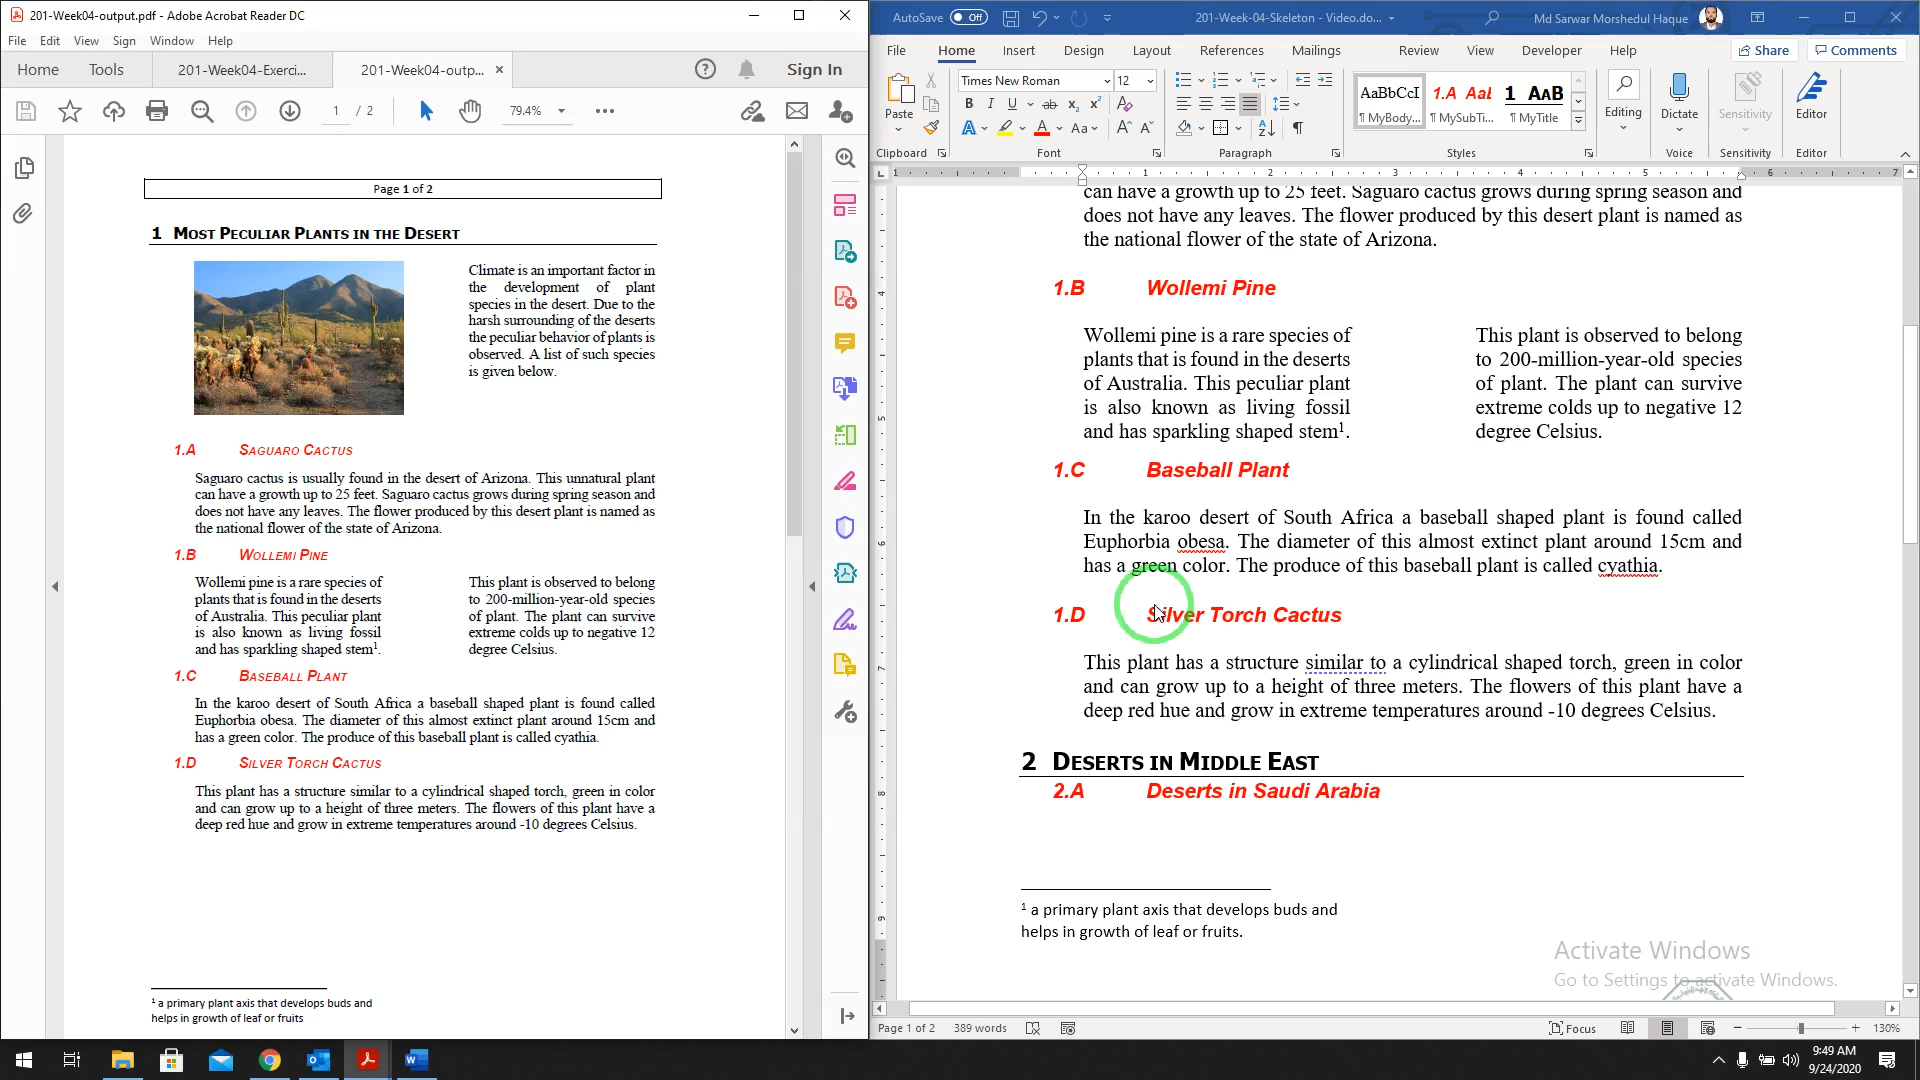 201-Week04-output.pdf - Adobe Acrobat Reader DC
File Edit View Sign Window Help
Home Tools 201-Week04-Exerci... 201-Week04-outp... Sign In
1 / 2 79.4%
Page 1 of 2
1 MOST PECULIAR PLANTS IN THE DESERT
Climate is an important factor in
the development of plant
species in the desert. Due to the
harsh surrounding of the deserts
the peculiar behavior of plants is
observed. A list of such species
is given below.
1.A SAGUARO CACTUS
Saguaro cactus is usually found in the desert of Arizona. This unnatural plant
can have a growth up to 25 feet. Saguaro cactus grows during spring season and
does not have any leaves. The flower produced by this desert plant is named as
the national flower of the state of Arizona.
1.B WOLLEMI PINE
Wollemi pine is a rare species of
plants that is found in the deserts
of Australia. This peculiar plant
is also known as living fossil
and has sparkling shaped stem¹.
This plant is observed to belong
to 200-million-year-old species
of plant. The plant can survive
extreme colds up to negative 12
degree Celsius.
1.C BASEBALL PLANT
In the karoo desert of South Africa a baseball shaped plant is found called
Euphorbia obesa. The diameter of this almost extinct plant around 15cm and
has a green color. The produce of this baseball plant is called cyathia.
1.D SILVER TORCH CACTUS
This plant has a structure similar to a cylindrical shaped torch, green in color
and can grow up to a height of three meters. The flowers of this plant have a
deep red hue and grow in extreme temperatures around -10 degrees Celsius.
¹ a primary plant axis that develops buds and
helps in growth of leaf or fruits
AutoSave Off 201-Week-04-Skeleton - Video.do... Md Sarwar Morshedul Haque
File Home Insert Design Layout References Mailings Review View Developer Help Share Comments
Times New Roman 12
Paste
AaBbCcI 1.A Aal 1 AABB
¶ MyBody... ¶ MySubTi... ¶ MyTitle
Editing Dictate Sensitivity Editor
Clipboard Font Paragraph Styles Voice Sensitivity Editor
1 1 2 3 4 5 6 7
can have a growth up to 25 feet. Saguaro cactus grows during spring season and
does not have any leaves. The flower produced by this desert plant is named as
the national flower of the state of Arizona.
1.B Wollemi Pine
Wollemi pine is a rare species of
plants that is found in the deserts
of Australia. This peculiar plant
is also known as living fossil
and has sparkling shaped stem¹.
This plant is observed to belong
to 200-million-year-old species
of plant. The plant can survive
extreme colds up to negative 12
degree Celsius.
1.C Baseball Plant
In the karoo desert of South Africa a baseball shaped plant is found called
Euphorbia obesa. The diameter of this almost extinct plant around 15cm and
has a green color. The produce of this baseball plant is called cyathia.
1.D Silver Torch Cactus
This plant has a structure similar to a cylindrical shaped torch, green in color
and can grow up to a height of three meters. The flowers of this plant have a
deep red hue and grow in extreme temperatures around -10 degrees Celsius.
2 DESERTS IN MIDDLE EAST
2.A Deserts in Saudi Arabia
¹ a primary plant axis that develops buds and
helps in growth of leaf or fruits.
Activate Windows
Go to Settings to activate Windows.
Page 1 of 2 389 words Focus 130%
9:49 AM
9/24/2020